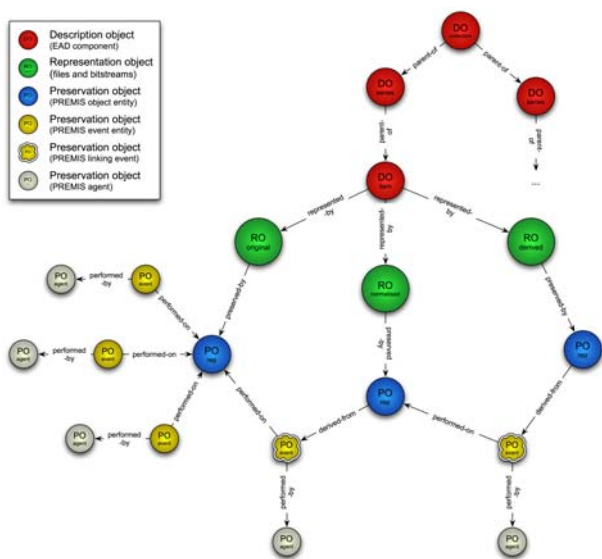 Description object
(EAD component)
Representation object
(files and bitstreams)
Preservation object
(PREMIS object entity)
Preservation object
(PREMIS event entity)
Preservation object
(PREMIS linking event)
Preservation object
(PREMIS agent)
DO
parent-of
parent-of
DO
series
DO
series
parent-
of
parent-
of
...
DO
item
represented
-by
represented-
by
represented-
by
RO
original
RO
normalised
RO
derived
preserved-by
preserved
-by
preserved-by
PO
agent
performed
-by
PO
event
performed-on
PO
agent
performed
-by
PO
event
performed-on
PO
rep
PO
rep
PO
rep
PO
agent
performed
-by
PO
event
performed-on
performed-on
derived-from
performed-on
derived-from
PO
event
PO
event
performed
-by
performed
-by
PO
agent
PO
agent